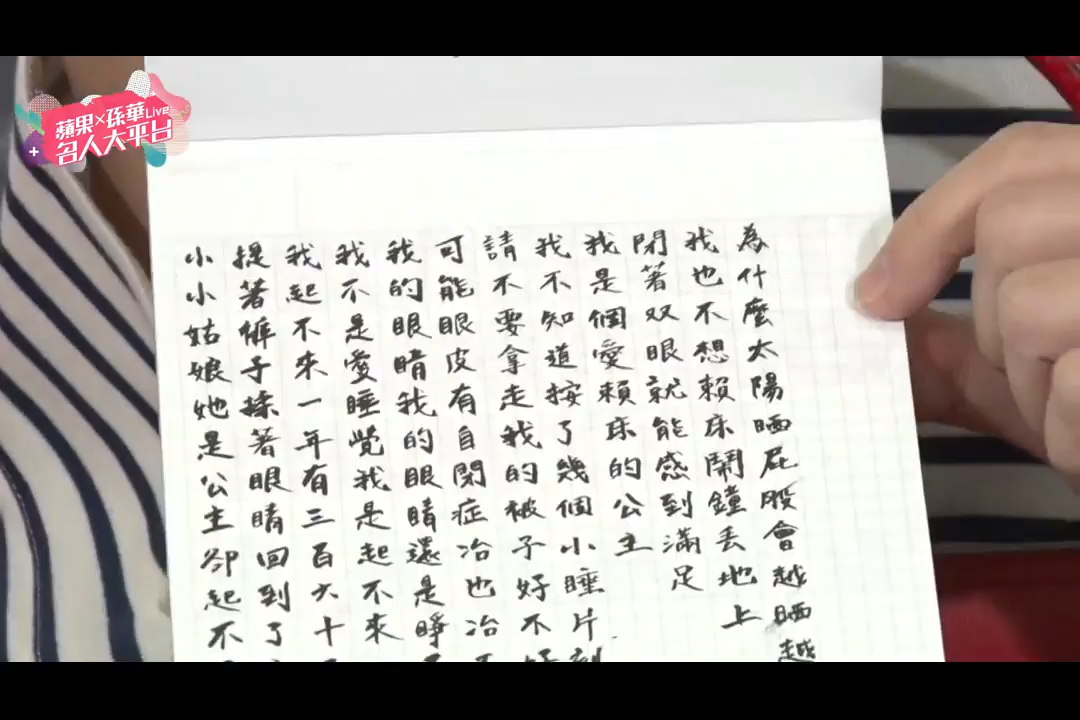 蘋果×孫華Live
名人大平台
為什麼太陽晒屁股會越晒越
我也不想賴床鬧鐘丟地上
閉著双眼就能感到滿足
我是個愛賴床的公主
我不知道按了幾個小睡片刻
請不要拿走我的被子好不好
可能眼皮有自閉症冶也冶
我的眼睛我的眼睛還是睜
我不是愛睡覺我是起不來
我起不來一年有三百六十
提著褲子揉著眼睛回到了
小小姑娘她是公主卻起不